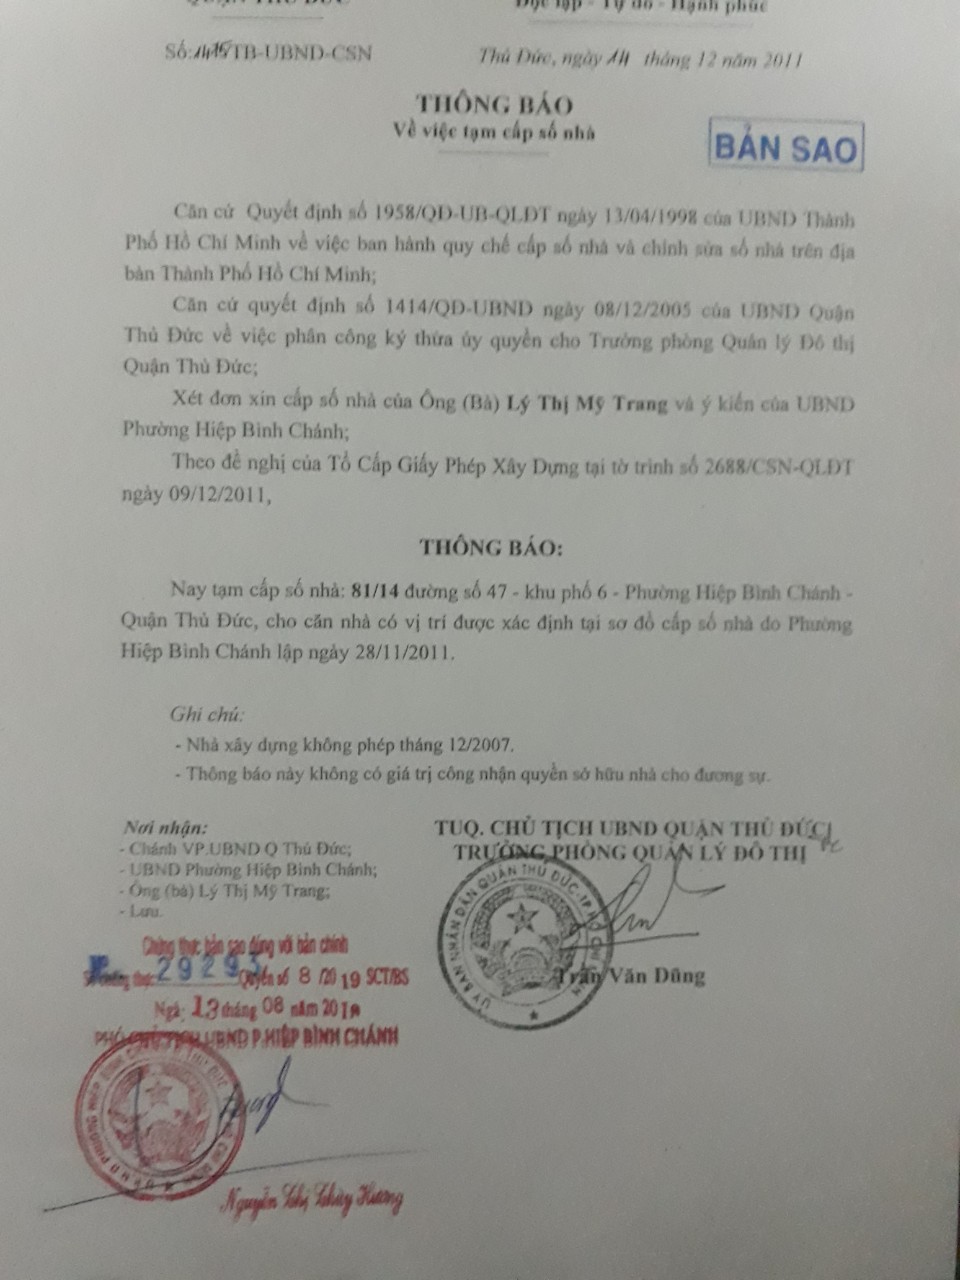 QUẬN THỦ ĐỨC
Độc lập - Tự do - Hạnh phúc
Số: /TB-UBND-CSN
Thủ Đức, ngày 14 tháng 12 năm 2011
THÔNG BÁO
Về việc tạm cấp số nhà
BẢN SAO
Căn cứ Quyết định số 1958/QĐ-UB-QLĐT ngày 13/04/1998 của UBND Thành
Phố Hồ Chí Minh về việc ban hành quy chế cấp số nhà và chỉnh sửa số nhà trên địa
bàn Thành Phố Hồ Chí Minh;
Căn cứ quyết định số 1414/QĐ-UBND ngày 08/12/2005 của UBND Quận
Thủ Đức về việc phân công ký thừa ủy quyền cho Trưởng phòng Quản lý Đô thị
Quận Thủ Đức;
Xét đơn xin cấp số nhà của Ông (Bà) Lý Thị Mỹ Trang và ý kiến của UBND
Phường Hiệp Bình Chánh;
Theo đề nghị của Tổ Cấp Giấy Phép Xây Dựng tại tờ trình số 2688/CSN-QLĐT
ngày 09/12/2011,
THÔNG BÁO:
Nay tạm cấp số nhà: 81/14 đường số 47 - khu phố 6 - Phường Hiệp Bình Chánh -
Quận Thủ Đức, cho căn nhà có vị trí được xác định tại sơ đồ cấp số nhà do Phường
Hiệp Bình Chánh lập ngày 28/11/2011.
Ghi chú:
- Nhà xây dựng không phép tháng 12/2007.
- Thông báo này không có giá trị công nhận quyền sở hữu nhà cho đương sự.
Nơi nhận:
- Chánh VP.UBND Q Thủ Đức;
- UBND Phường Hiệp Bình Chánh;
- Ông (bà) Lý Thị Mỹ Trang;
- Lưu.
TUQ. CHỦ TỊCH UBND QUẬN THỦ ĐỨC
TRƯỞNG PHÒNG QUẢN LÝ ĐÔ THỊ
ỦY BAN NHÂN DÂN QUẬN THỦ ĐỨC
Trần Văn Dũng
Chứng thực bản sao đúng với bản chính
Số chứng thực 29293 Quyển số 8 /2019 SCT/BS
Ngày 13 tháng 08 năm 2019
PHÓ CHỦ TỊCH UBND P.HIỆP BÌNH CHÁNH
Nguyễn Thị Thùy Hương